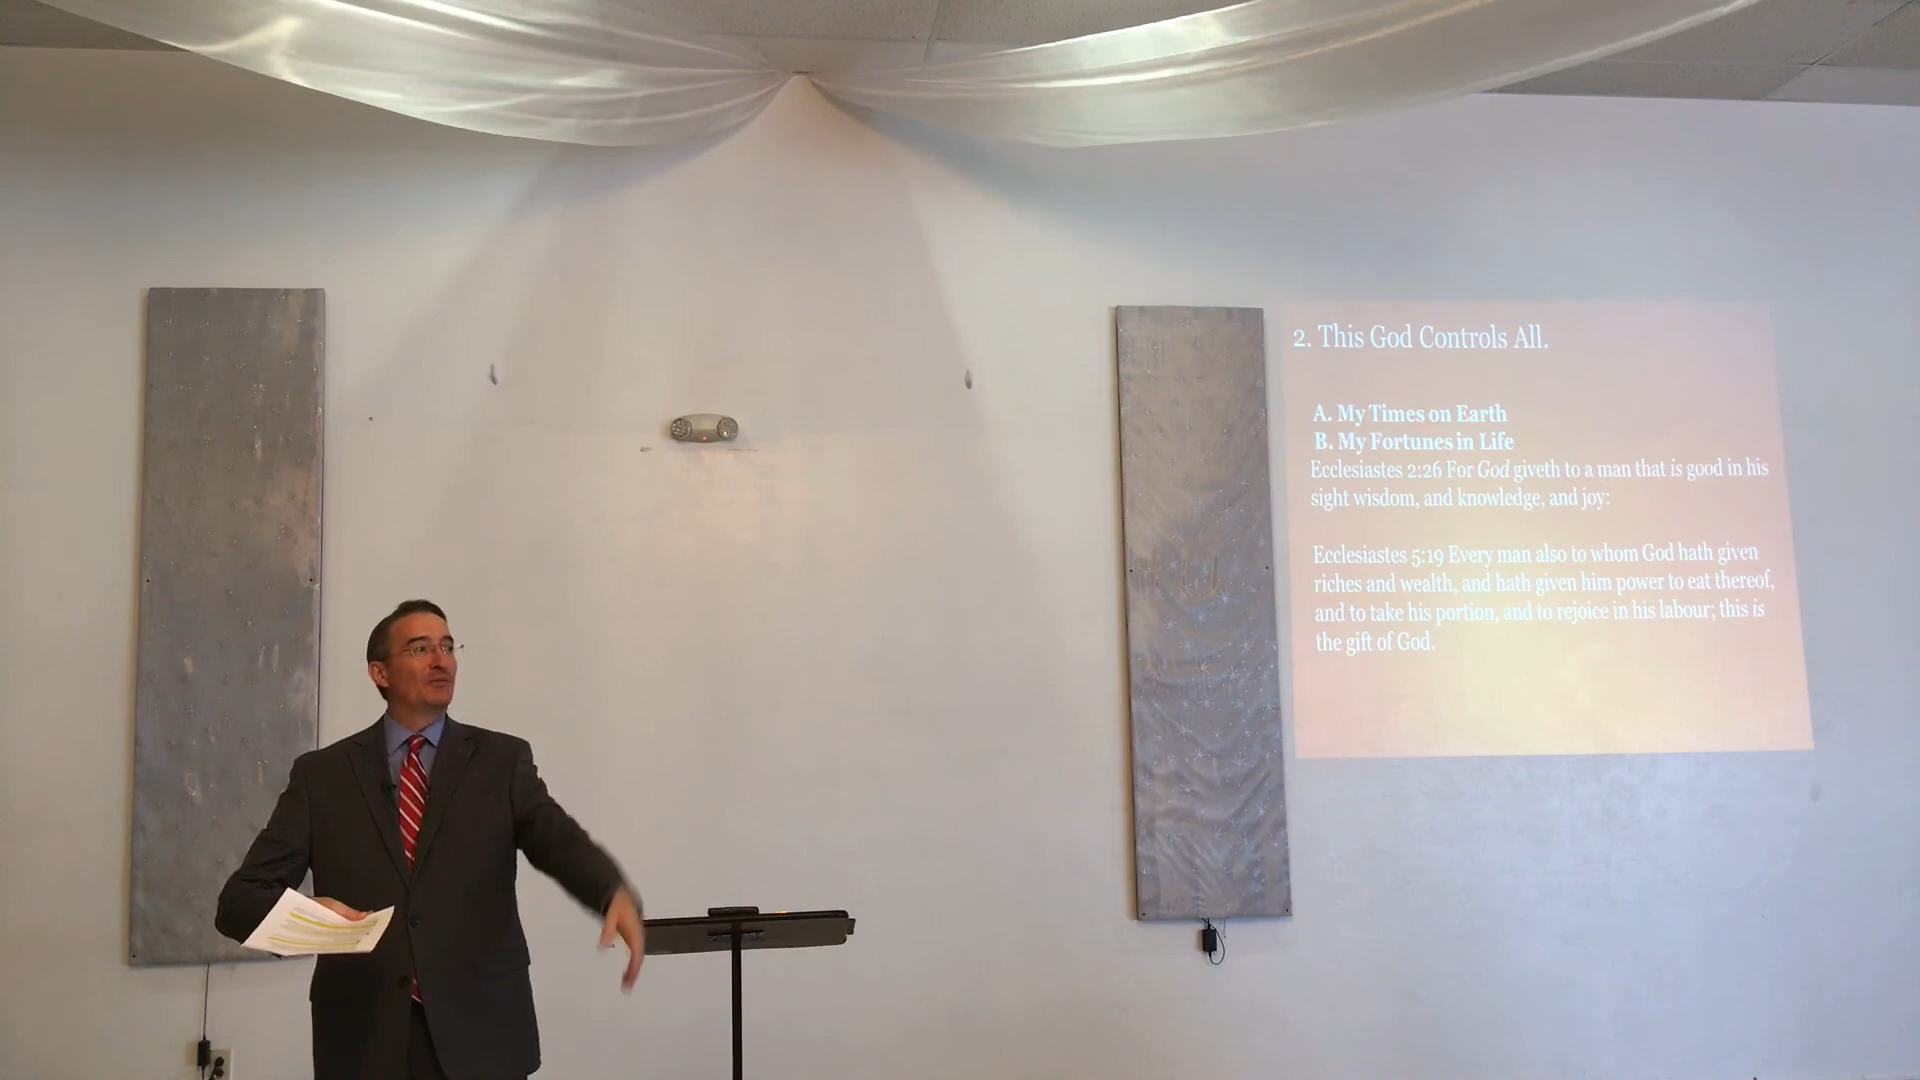 2. This God Controls All.
A. My Times on Earth
B. My Fortunes in Life
Ecclesiastes 2:26 For God giveth to a man that is good in his
sight wisdom, and knowledge, and joy:
Ecclesiastes 5:19 Every man also to whom God hath given
riches and wealth, and hath given him power to eat thereof,
and to take his portion, and to rejoice in his labour; this is
the gift of God.